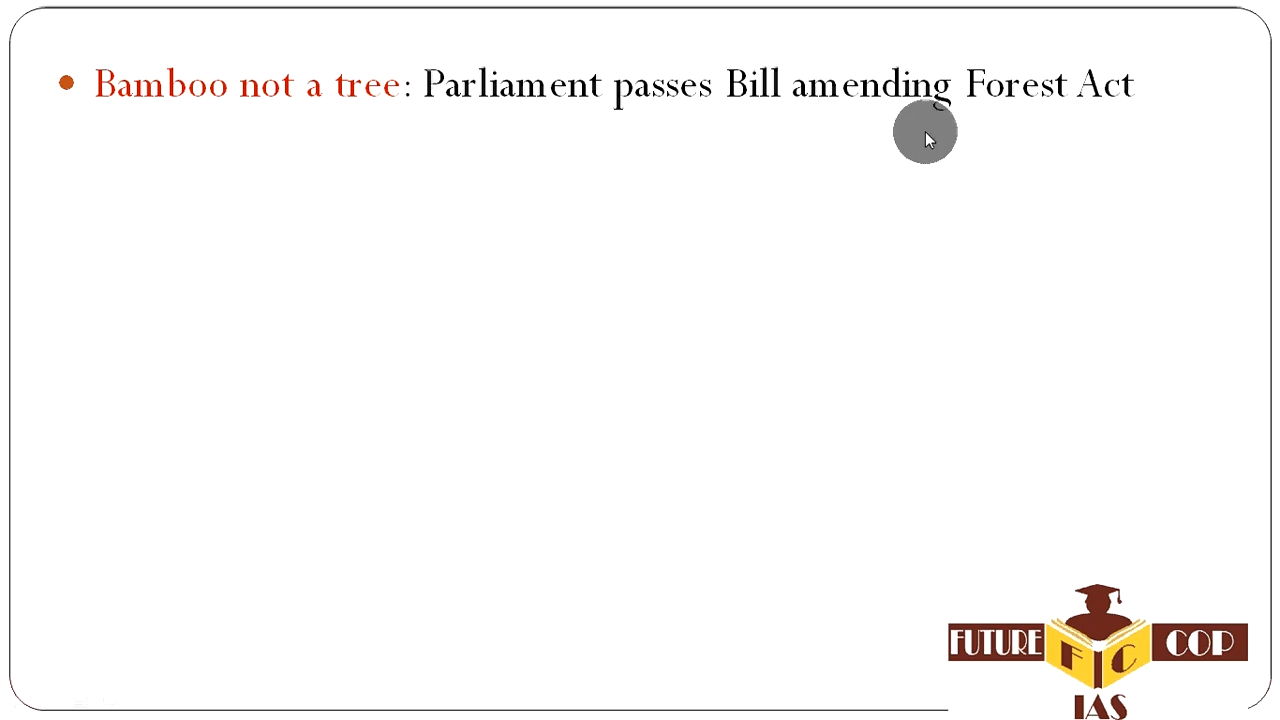 Bamboo not a tree: Parliament passes Bill amending Forest Act
FUTURE F C COP
IAS